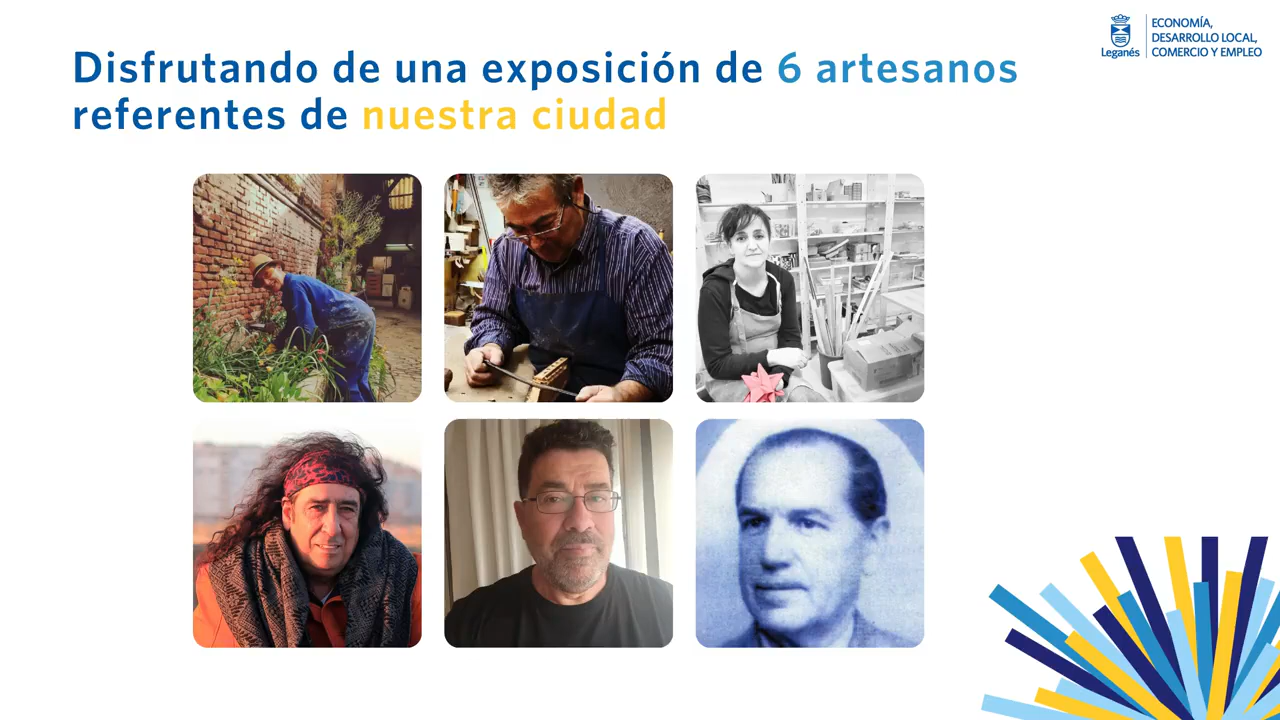 Disfrutando de una exposición de 6 artesanos
referentes de nuestra ciudad
Leganés
ECONOMÍA,
DESARROLLO LOCAL,
COMERCIO Y EMPLEO